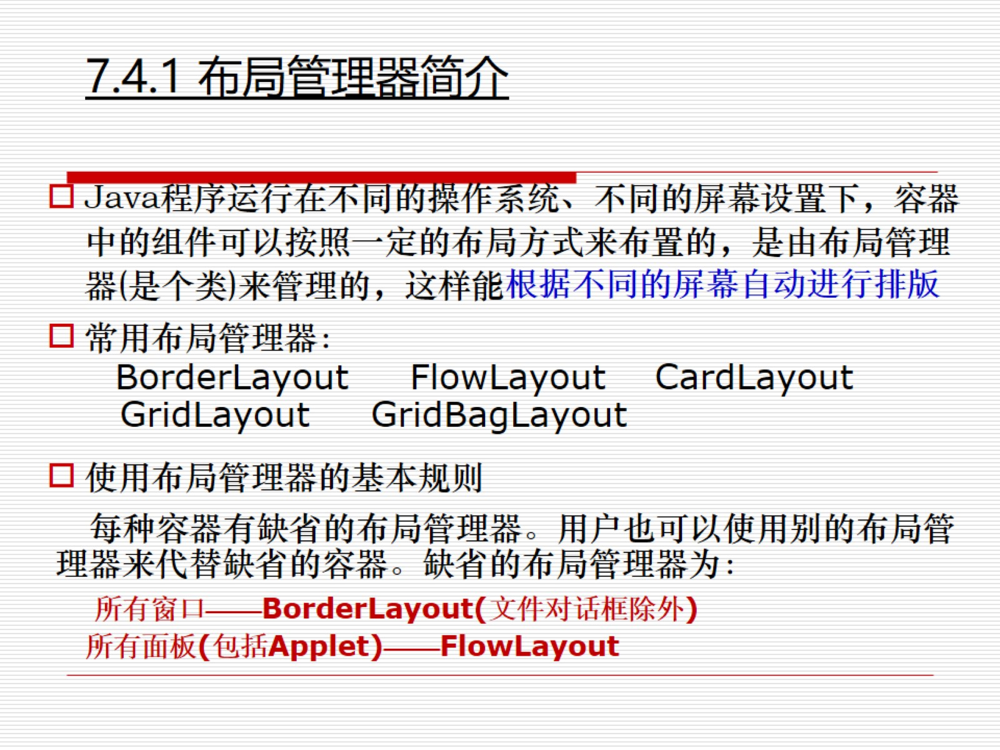 7.4.1 布局管理器简介
Java程序运行在不同的操作系统、不同的屏幕设置下，容器
中的组件可以按照一定的布局方式来布置的，是由布局管理
器(是个类)来管理的，这样能根据不同的屏幕自动进行排版
常用布局管理器：
BorderLayout FlowLayout CardLayout
GridLayout GridBagLayout
使用布局管理器的基本规则
每种容器有缺省的布局管理器。用户也可以使用别的布局管
理器来代替缺省的容器。缺省的布局管理器为：
所有窗口——BorderLayout(文件对话框除外)
所有面板(包括Applet)——FlowLayout